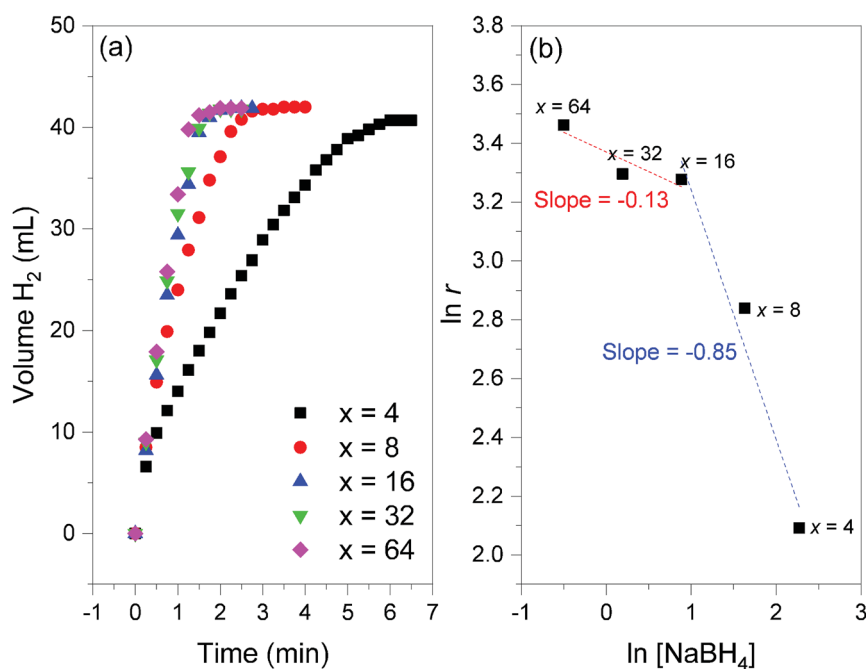 (a)
50
40
30
20
10
0
Volume H₂ (mL)
-1 0 1 2 3 4 5 6 7
Time (min)
x = 4
x = 8
x = 16
x = 32
x = 64
(b)
3.8
3.6
3.4
3.2
3.0
2.8
2.6
2.4
2.2
2.0
ln r
x = 64
x = 32
x = 16
Slope = -0.13
x = 8
Slope = -0.85
x = 4
-1 0 1 2 3
ln [NaBH₄]